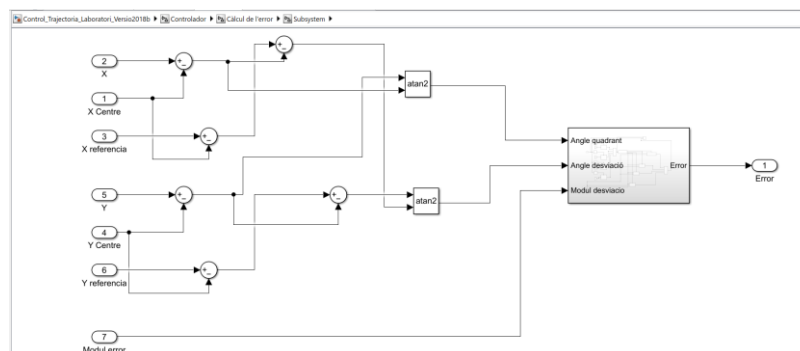 Control_Trajectoria_Laboratori_Versio2018b ▶ Controlador ▶ Càlcul de l'error ▶ Subsystem ▶
2
X
1
X Centre
3
X referencia
5
Y
4
Y Centre
6
Y referencia
7
Modul error
atan2
atan2
Angle quadrant
Angle desviació
Modul desviacio
Error
1
Error